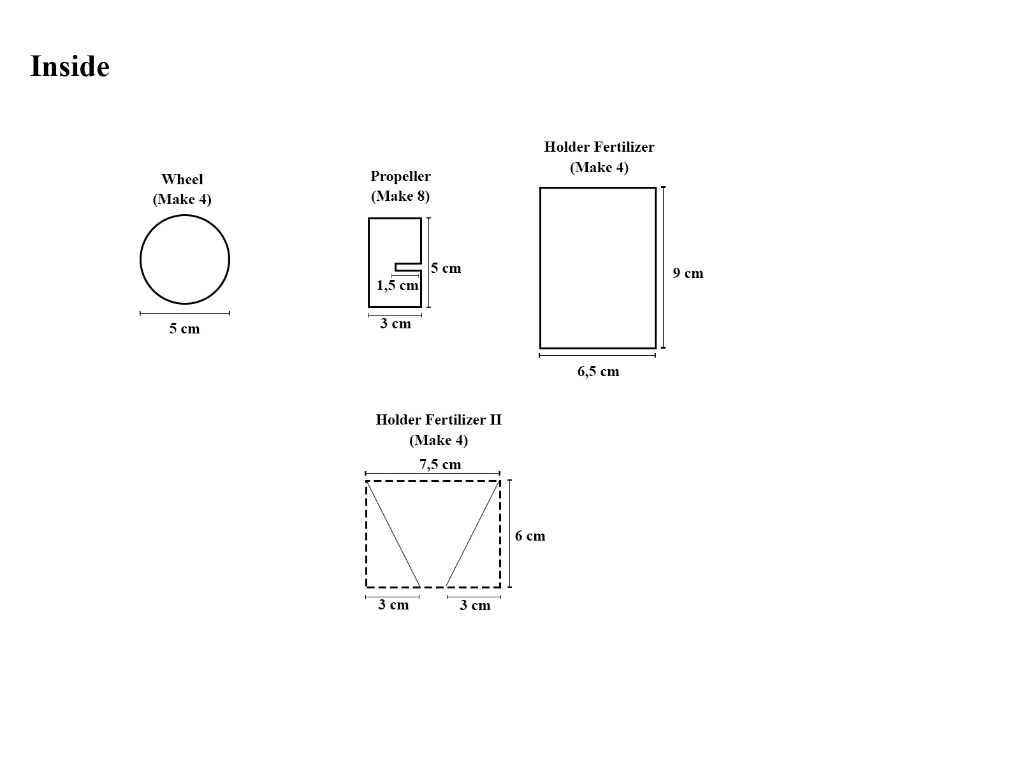 Inside
Wheel
(Make 4)
5 cm
Propeller
(Make 8)
5 cm
1,5 cm
3 cm
Holder Fertilizer
(Make 4)
9 cm
6,5 cm
Holder Fertilizer II
(Make 4)
7,5 cm
6 cm
3 cm
3 cm